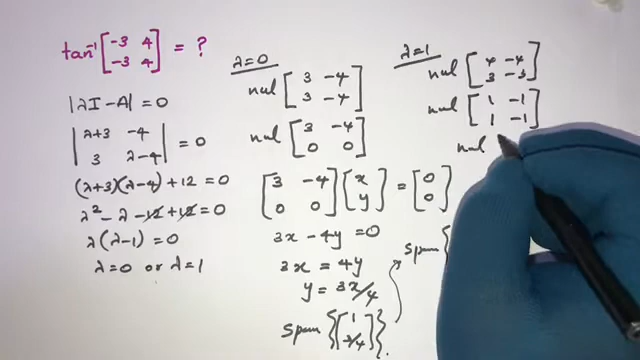 tan⁻¹ [ -3 4 ; -3 4 ] = ?
|λI - A| = 0
| λ+3 -4 ; 3 λ-4 | = 0
(λ+3)(λ-4) + 12 = 0
λ² - λ - 12 + 12 = 0
λ(λ-1) = 0
λ=0 or λ=1
λ=0
nul [ 3 -4 ; 3 -4 ]
nul [ 3 -4 ; 0 0 ]
[ 3 -4 ; 0 0 ] [ x ; y ] = [ 0 ; 0 ]
3x - 4y = 0
3x = 4y
y = 3x/4
span { [ 1 ; 3/4 ] }.
span {
λ=1
nul [ 4 -4 ; 3 -3 ]
nul [ 1 -1 ; 1 -1 ]
nul